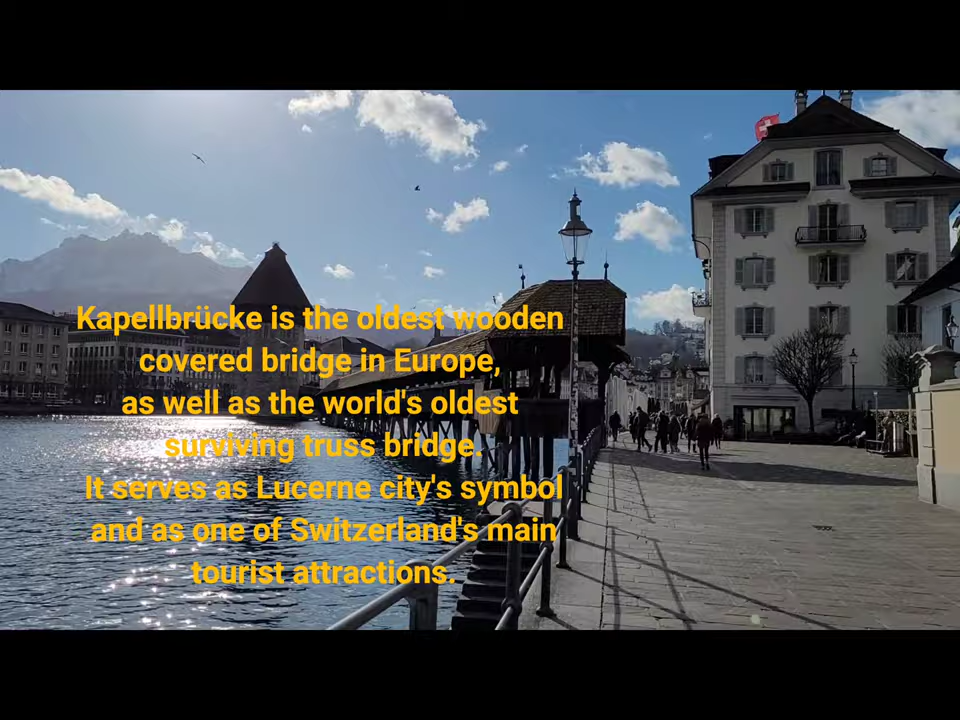 Kapellbrücke is the oldest wooden
covered bridge in Europe,
as well as the world's oldest
surviving truss bridge.
It serves as Lucerne city's symbol
and as one of Switzerland's main
tourist attractions.